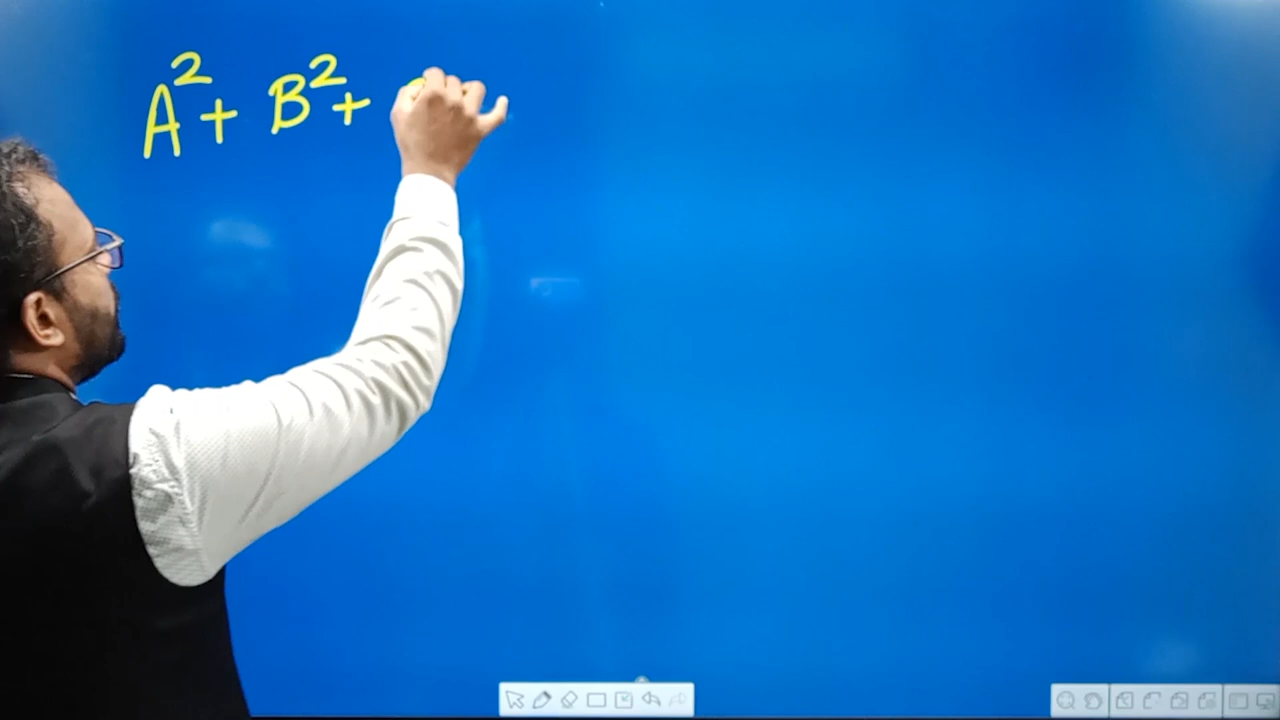 A² + B² +